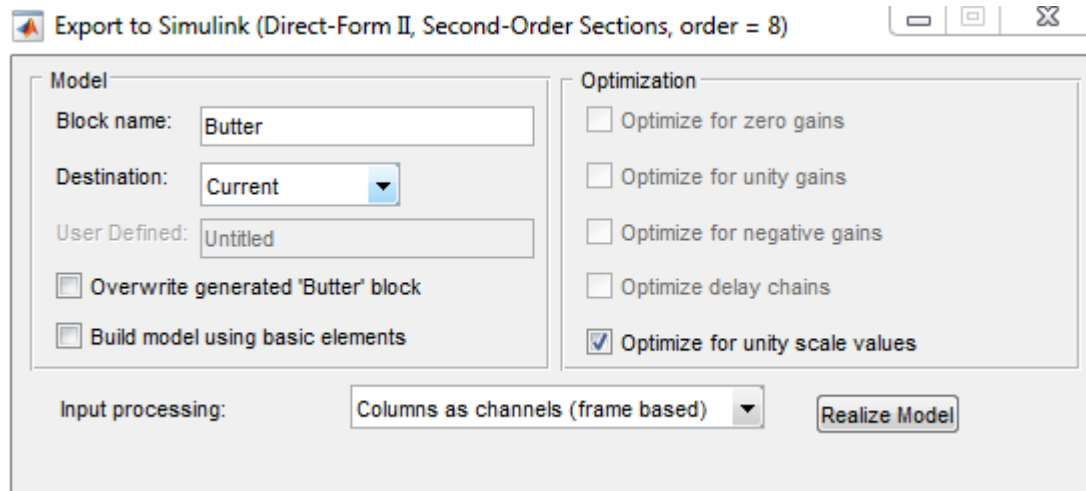 Export to Simulink (Direct-Form II, Second-Order Sections, order = 8)
Model
Block name:
Butter
Destination:
Current
User Defined:
Untitled
Overwrite generated 'Butter' block
Build model using basic elements
Optimization
Optimize for zero gains
Optimize for unity gains
Optimize for negative gains
Optimize delay chains
Optimize for unity scale values
Input processing:
Columns as channels (frame based)
Realize Model